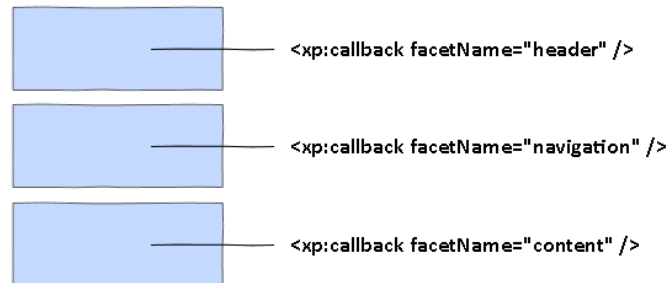 <xp:callback facetName="header" />
<xp:callback facetName="navigation" />
<xp:callback facetName="content" />